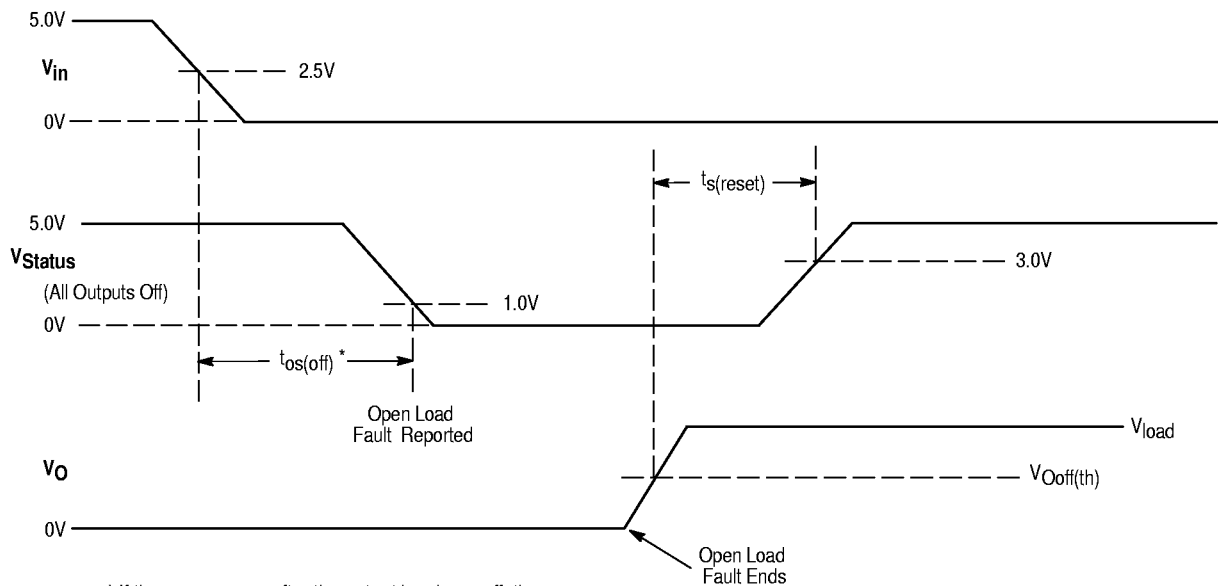 5.0V
Vin
2.5V
0V
ts(reset)
5.0V
VStatus
3.0V
(All Outputs Off)
1.0V
0V
tos(off) *
Open Load
Fault Reported
Vload
VO
VOoff(th)
0V
Open Load
Fault Ends